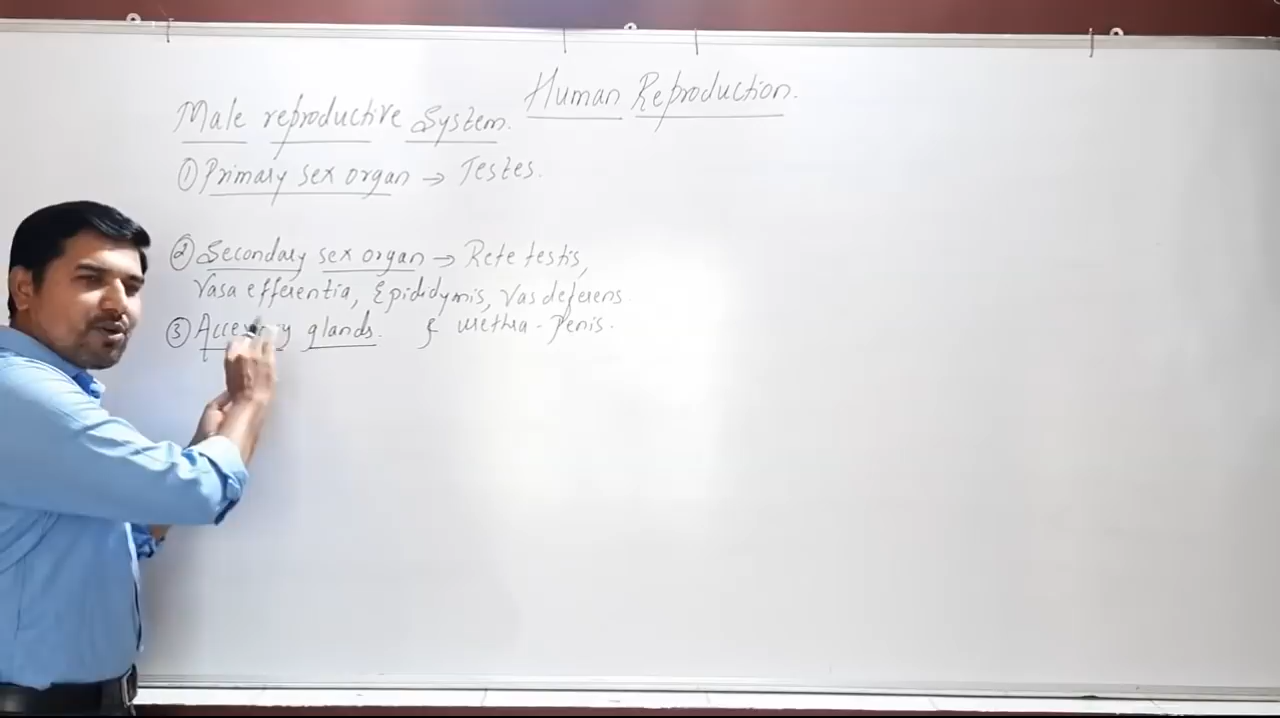 Human Reproduction.
Male reproductive System.
① Primary sex organ → Testes.
② Secondary sex organ → Rete testis,
Vasa efferentia, Epididymis, Vas deferens
③ glands. & urethra - Penis.